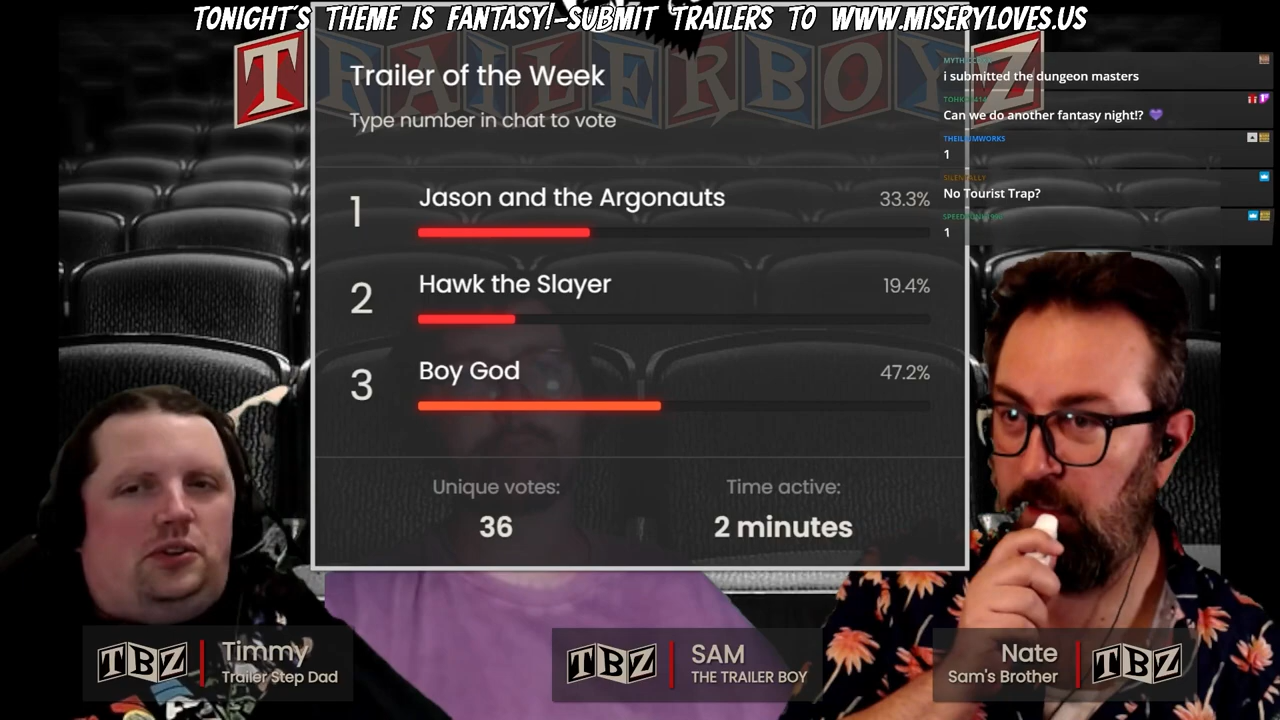 TONIGHT'S THEME IS FANTASY!-SUBMIT TRAILERS TO WWW.MISERYLOVES.US
TRAILERBOYZ
Trailer of the Week
Type number in chat to vote
1 Jason and the Argonauts 33.3%
2 Hawk the Slayer 19.4%
3 Boy God 47.2%
Unique votes: Time active:
36 2 minutes
i submitted the dungeon masters
Can we do another fantasy night!? 💜
1
No Tourist Trap?
1
TBZ Timmy
Trailer Step Dad
TBZ SAM
THE TRAILER BOY
Nate TBZ
Sam's Brother